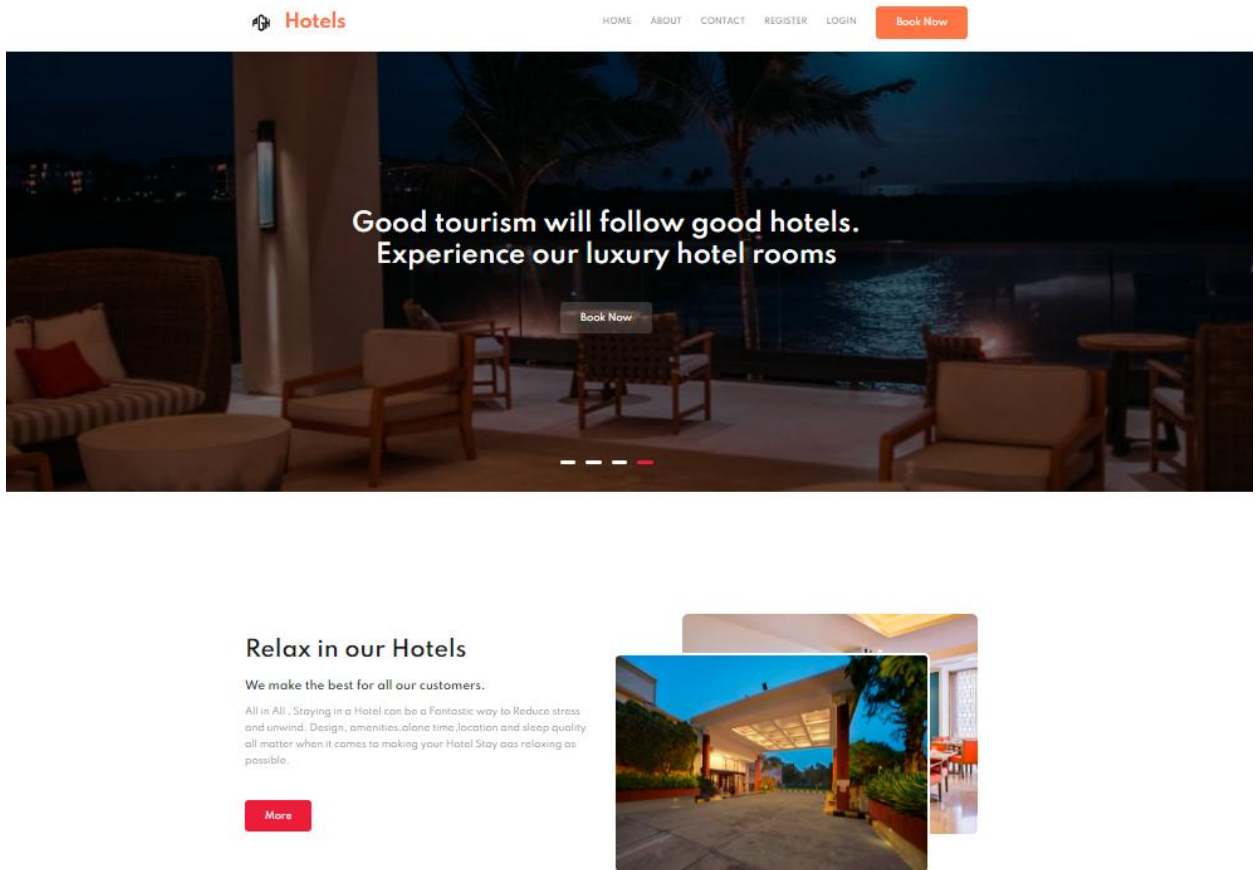 Hotels
HOME ABOUT CONTACT REGISTER LOGIN Book Now
Good tourism will follow good hotels.
Experience our luxury hotel rooms
Book Now
Relax in our Hotels
We make the best for all our customers.
All in All , Staying in a Hotel can be a Fantastic way to Reduce stress
and unwind. Design, amenities,alone time ,location and sleep quality
all matter when it comes to making your Hotel Stay aas relaxing as
possible.
More